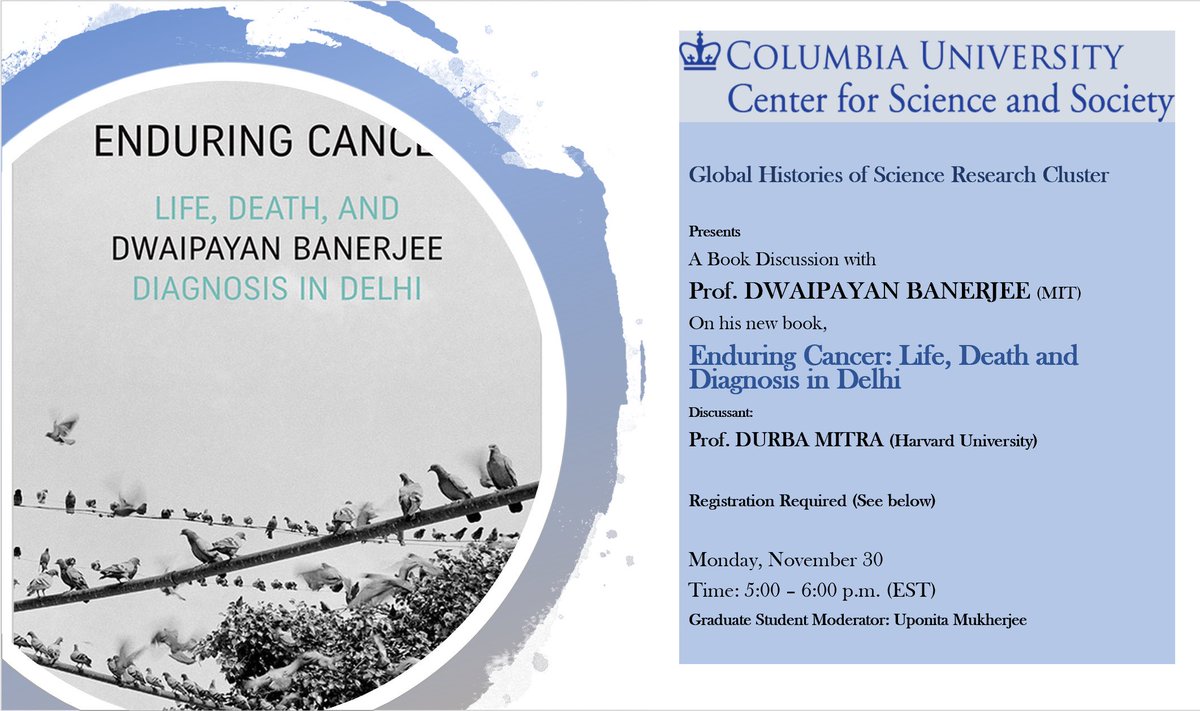 ENDURING CANCE
LIFE, DEATH, AND
DWAIPAYAN BANERJEE
DIAGNOSIS IN DELHI
COLUMBIA UNIVERSITY
Center for Science and Society
Global Histories of Science Research Cluster
Presents
A Book Discussion with
Prof. DWAIPAYAN BANERJEE (MIT)
On his new book,
Enduring Cancer: Life, Death and
Diagnosis in Delhi
Discussant:
Prof. DURBA MITRA (Harvard University)
Registration Required (See below)
Monday, November 30
Time: 5:00 – 6:00 p.m. (EST)
Graduate Student Moderator: Uponita Mukherjee